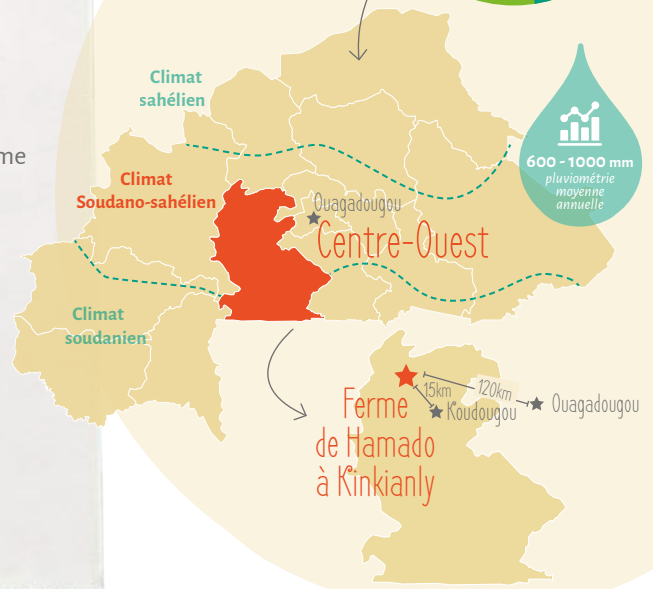 Climat
sahélien
me
Climat
Soudano-sahélien
600 - 1000 mm
pluviométrie
moyenne
annuelle
Ouagadougou
Centre-Ouest
Climat
soudanien
15km
120km
Koudougou
Ouagadougou
Ferme
de Hamado
à Kinkianly